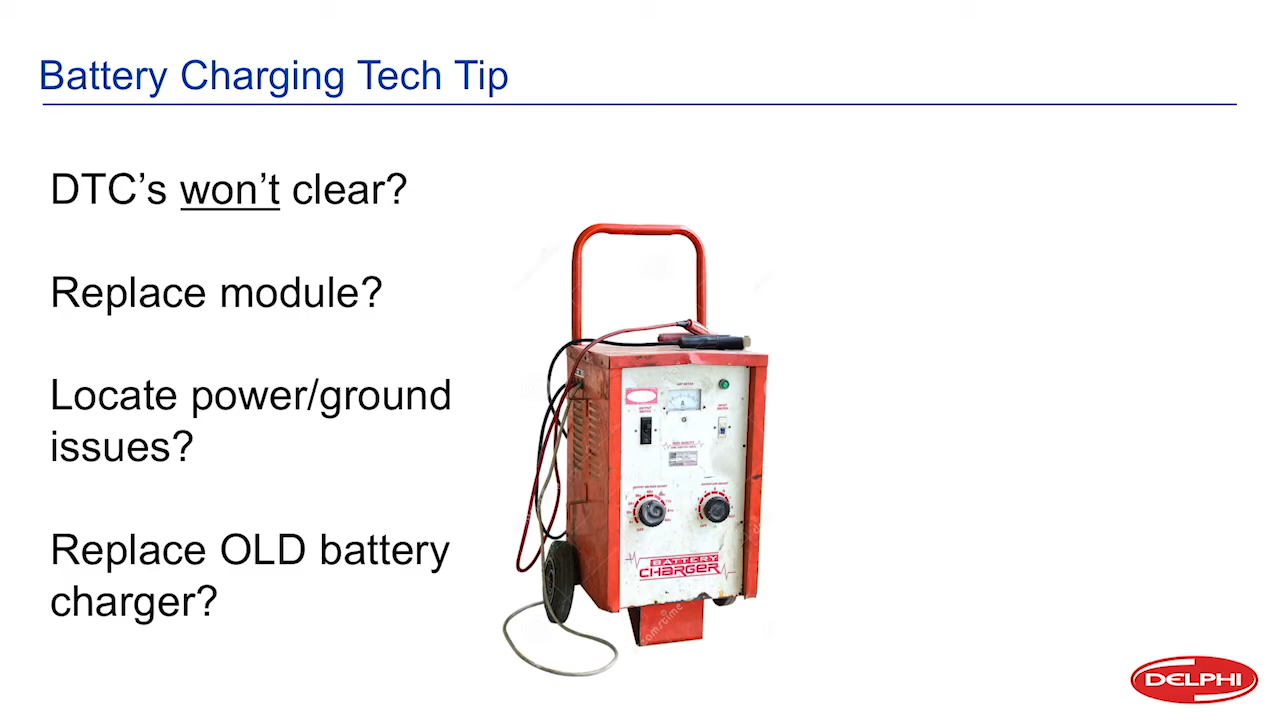 Battery Charging Tech Tip
DTC’s won’t clear?
Replace module?
Locate power/ground
issues?
Replace OLD battery
charger?
A
BATTERY
CHARGER
DELPHI